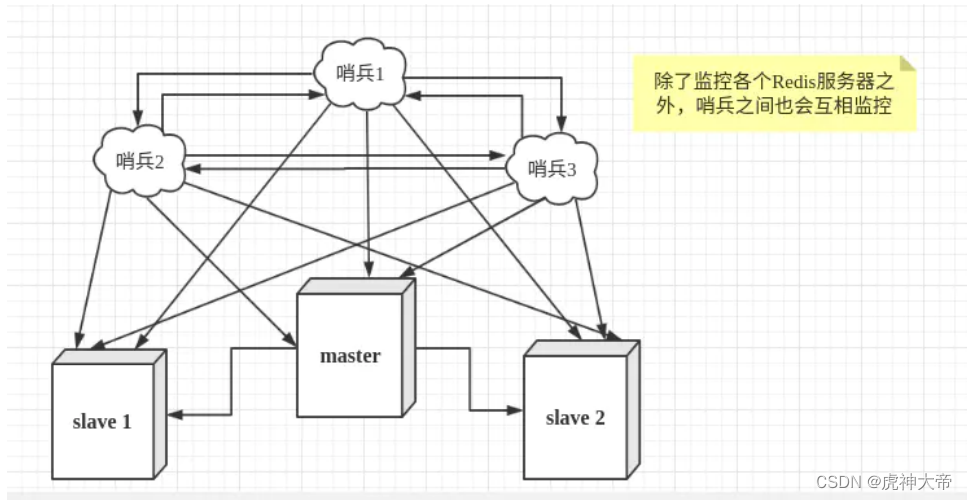 哨兵1
除了监控各个Redis服务器之
外，哨兵之间也会互相监控
哨兵2
哨兵3
master
slave 1
slave 2
CSDN @虎神大帝